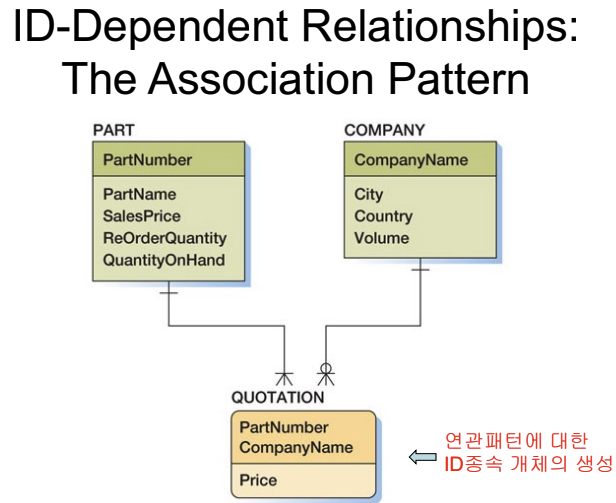 ID-Dependent Relationships:
The Association Pattern
PART
PartNumber
PartName
SalesPrice
ReOrderQuantity
QuantityOnHand
COMPANY
CompanyName
City
Country
Volume
QUOTATION
PartNumber
CompanyName
Price
연관패턴에 대한
ID종속 개체의 생성